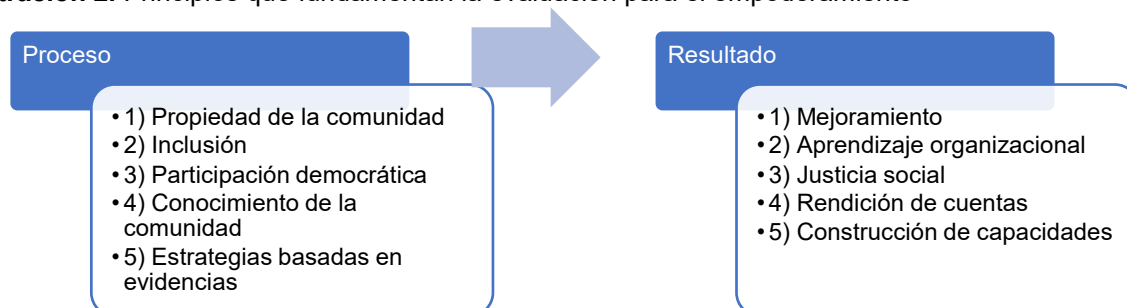 Principios que fundamentan la evaluación para el empoderamiento
Proceso
• 1) Propiedad de la comunidad
• 2) Inclusión
• 3) Participación democrática
• 4) Conocimiento de la
comunidad
• 5) Estrategias basadas en
evidencias
Resultado
• 1) Mejoramiento
• 2) Aprendizaje organizacional
• 3) Justicia social
• 4) Rendición de cuentas
• 5) Construcción de capacidades